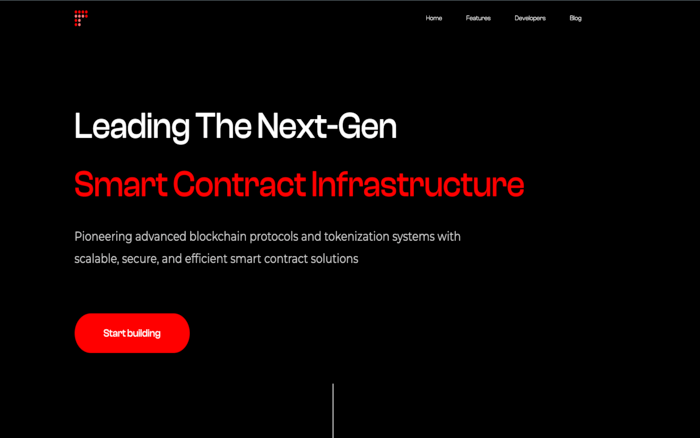 Home Features Developers Blog
Leading The Next-Gen
Smart Contract Infrastructure
Pioneering advanced blockchain protocols and tokenization systems with
scalable, secure, and efficient smart contract solutions
Start building